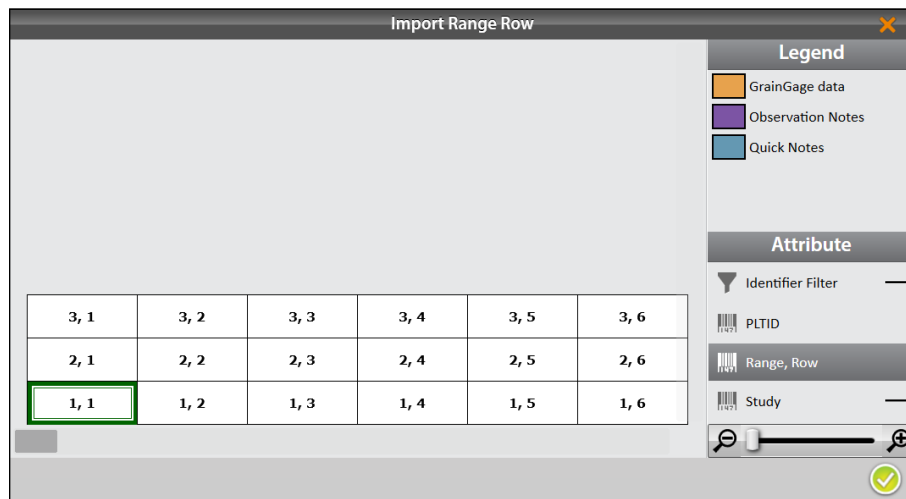 Import Range Row
Legend
GrainGage data
Observation Notes
Quick Notes
Attribute
Identifier Filter
PLTID
Range, Row
Study
3, 1 3, 2 3, 3 3, 4 3, 5 3, 6
2, 1 2, 2 2, 3 2, 4 2, 5 2, 6
1, 1 1, 2 1, 3 1, 4 1, 5 1, 6